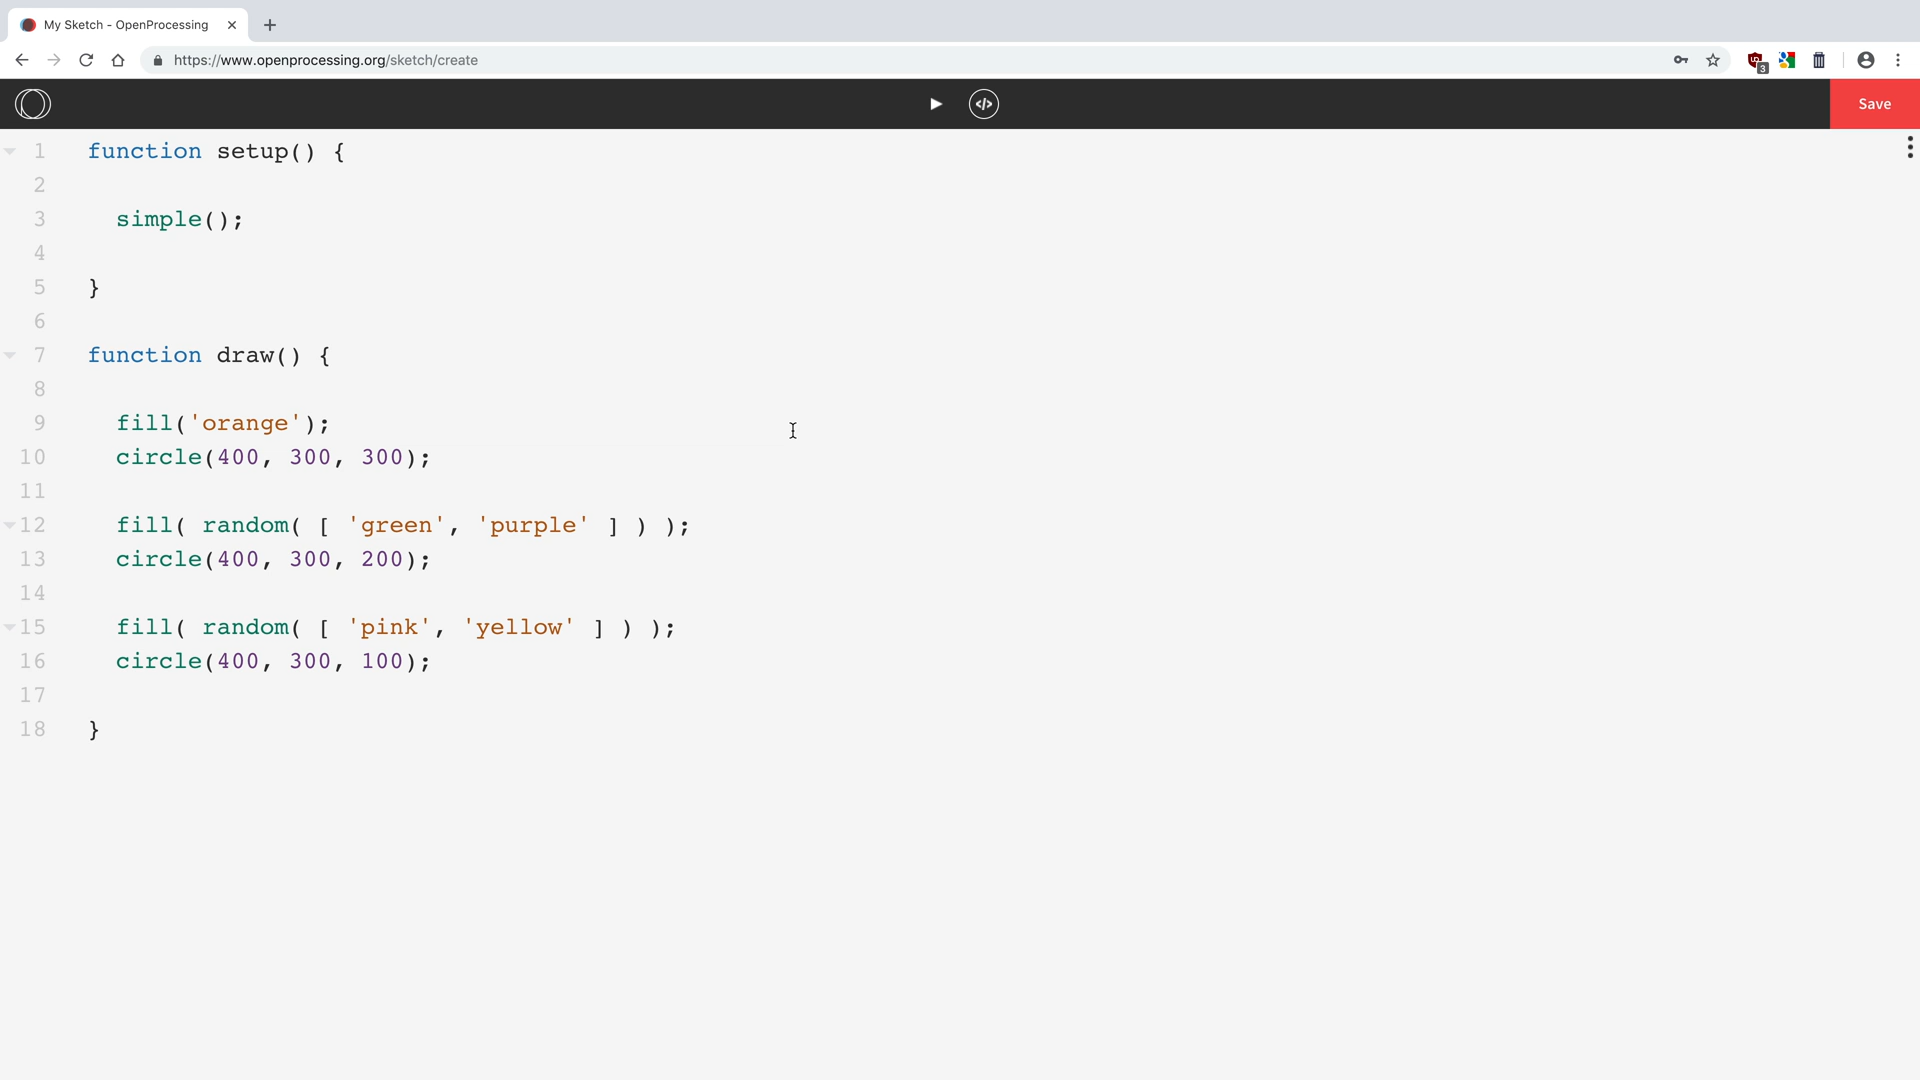 My Sketch - OpenProcessing
https://www.openprocessing.org/sketch/create
3
Save
1 function setup() {
2
3 simple();
4
5 }
6
7 function draw() {
8
9 fill('orange');
10 circle(400, 300, 300);
11
12 fill( random( [ 'green', 'purple' ] ) );
13 circle(400, 300, 200);
14
15 fill( random( [ 'pink', 'yellow' ] ) );
16 circle(400, 300, 100);
17
18 }